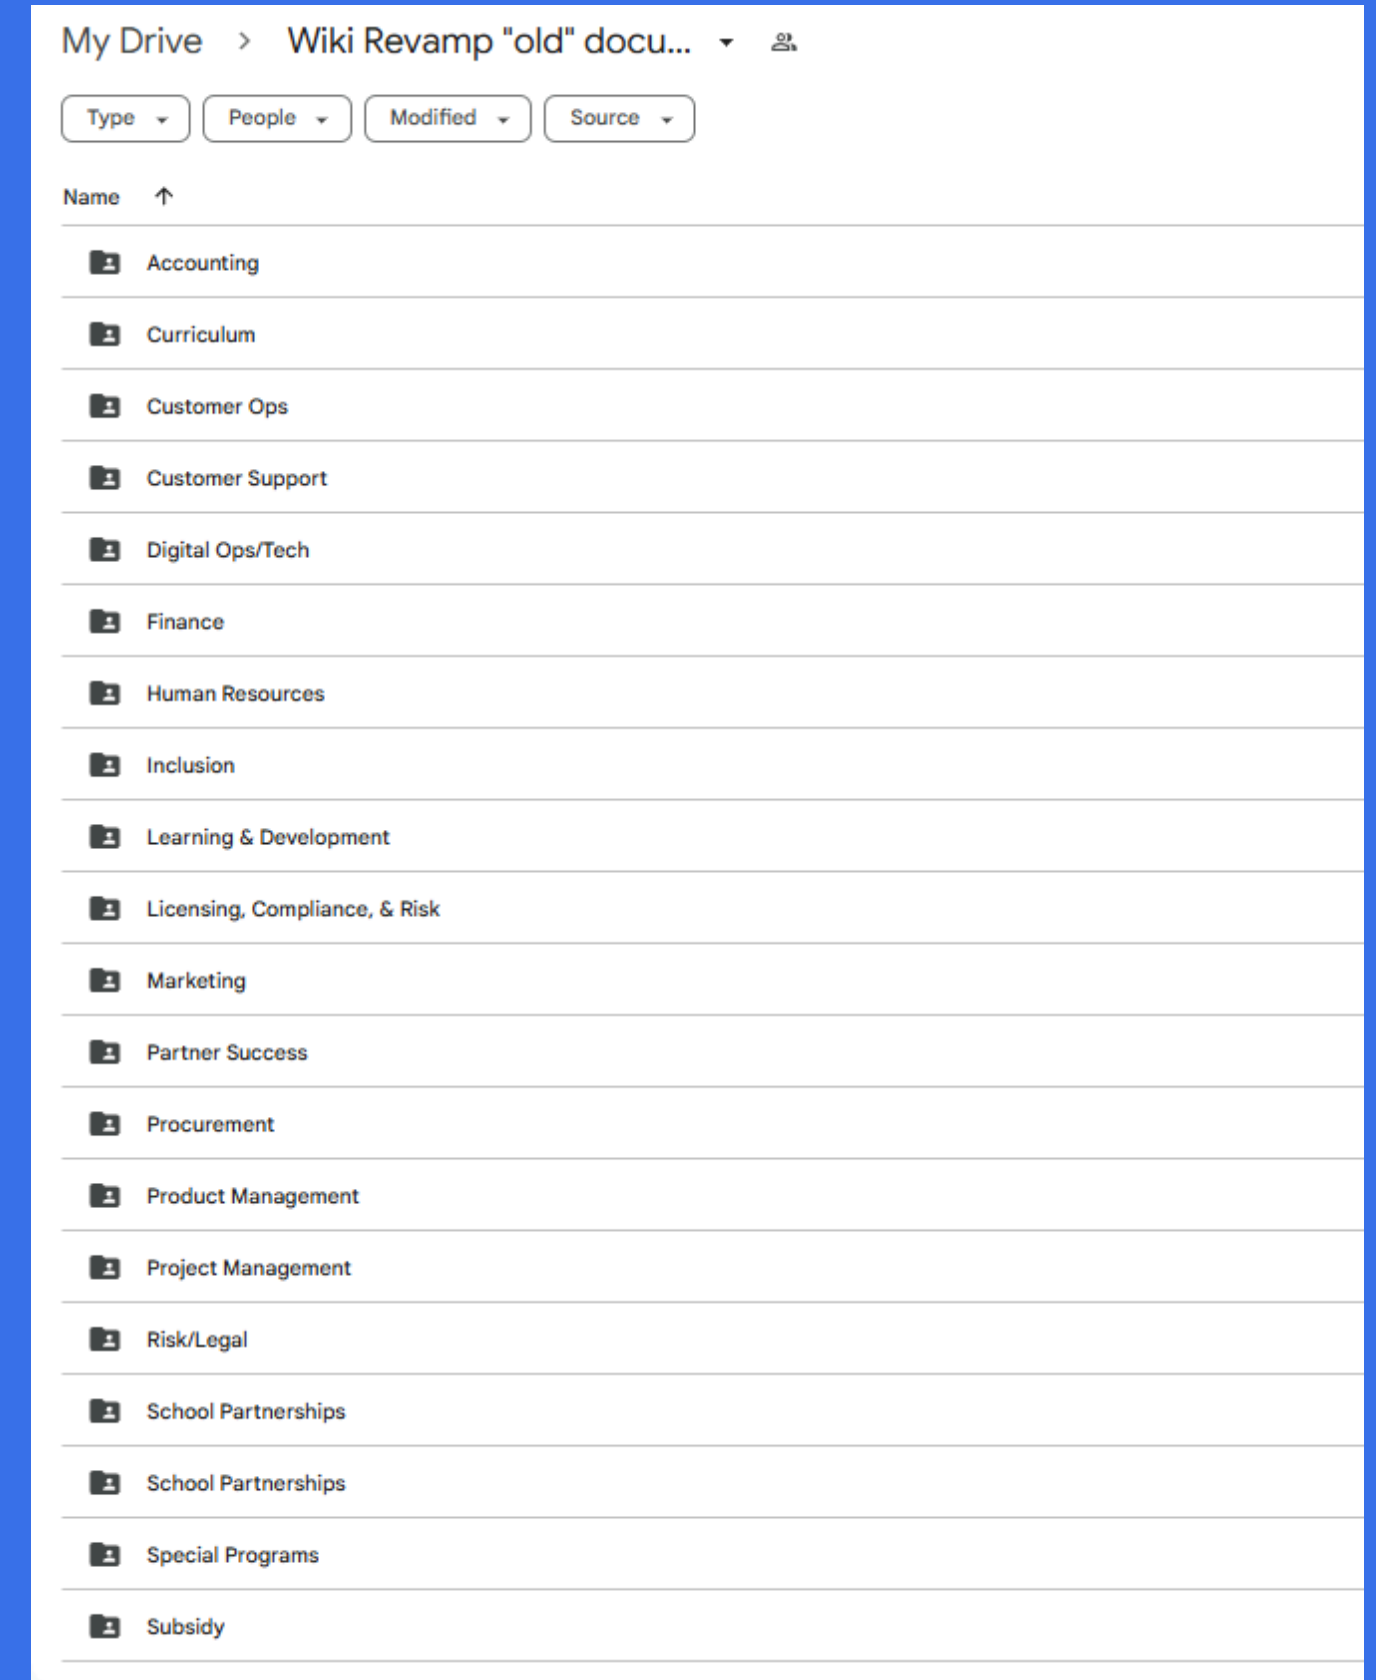 My Drive > Wiki Revamp "old" docu...
Type People Modified Source
Name
Accounting
Curriculum
Customer Ops
Customer Support
Digital Ops/Tech
Finance
Human Resources
Inclusion
Learning & Development
Licensing, Compliance, & Risk
Marketing
Partner Success
Procurement
Product Management
Project Management
Risk/Legal
School Partnerships
School Partnerships
Special Programs
Subsidy